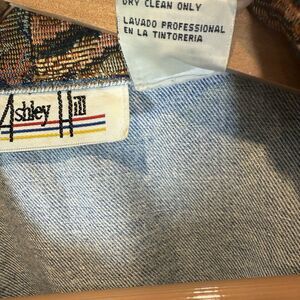 DRY CLEAN ONLY
LAVADO PROFESSIONAL
EN LA TINTORERIA
Ashley Hill